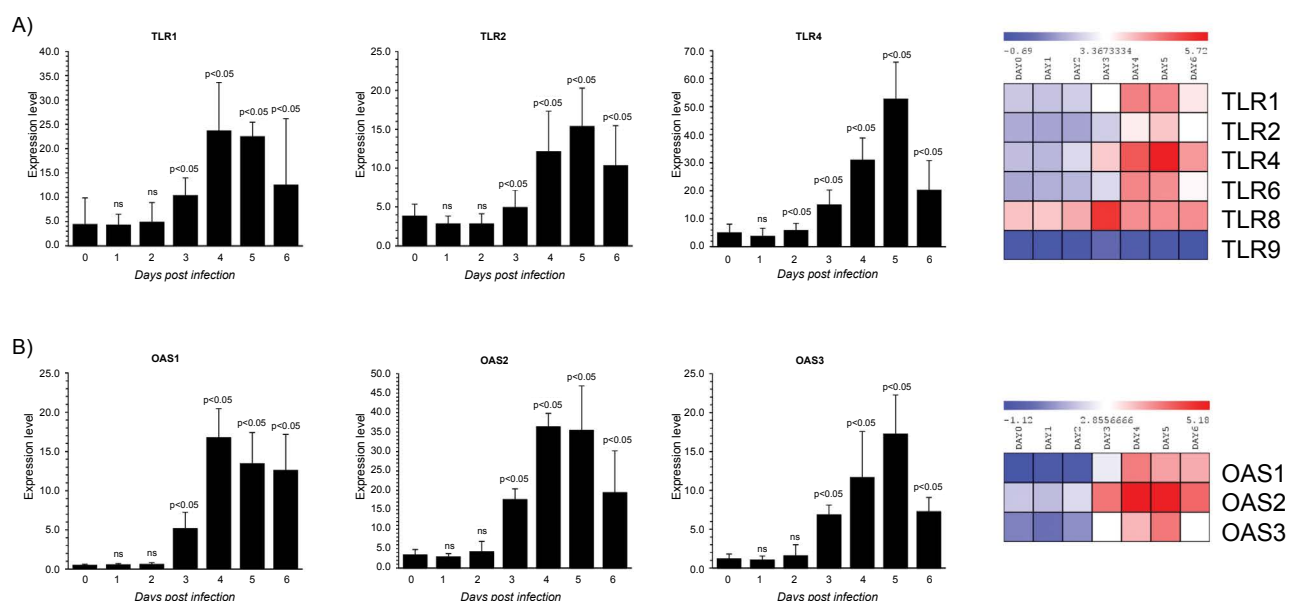 A)
TLR1
Expression level
40.0
35.0
30.0
25.0
20.0
15.0
10.0
5.0
0.0
ns
ns
p<0.05
p<0.05
p<0.05
p<0.05
0 1 2 3 4 5 6
Days post infection
TLR2
Expression level
25.0
20.0
15.0
10.0
5.0
0.0
ns
ns
p<0.05
p<0.05
p<0.05
p<0.05
0 1 2 3 4 5 6
Days post infection
TLR4
Expression level
70.0
60.0
50.0
40.0
30.0
20.0
10.0
0.0
ns
p<0.05
p<0.05
p<0.05
p<0.05
p<0.05
0 1 2 3 4 5 6
Days post infection
-0.69 3.3673334 5.72
DAY0 DAY1 DAY2 DAY3 DAY4 DAY5 DAY6
TLR1
TLR2
TLR4
TLR6
TLR8
TLR9
B)
OAS1
Expression level
25.0
20.0
15.0
10.0
5.0
0.0
ns
ns
p<0.05
p<0.05
p<0.05
p<0.05
0 1 2 3 4 5 6
Days post infection
OAS2
Expression level
50.0
45.0
40.0
35.0
30.0
25.0
20.0
15.0
10.0
5.0
0.0
ns
ns
p<0.05
p<0.05
p<0.05
p<0.05
0 1 2 3 4 5 6
Days post infection
OAS3
Expression level
25.0
20.0
15.0
10.0
5.0
0.0
ns
ns
p<0.05
p<0.05
p<0.05
p<0.05
0 1 2 3 4 5 6
Days post infection
-1.12 2.8556666 5.18
DAY0 DAY1 DAY2 DAY3 DAY4 DAY5 DAY6
OAS1
OAS2
OAS3